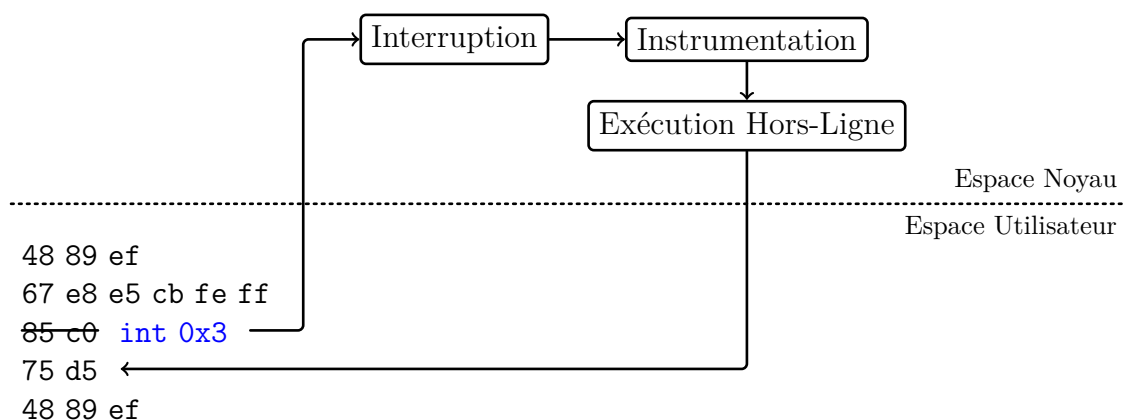 Interruption
Instrumentation
Exécution Hors-Ligne
Espace Noyau
Espace Utilisateur
48 89 ef
67 e8 e5 cb fe ff
85 c0 int 0x3
75 d5
48 89 ef